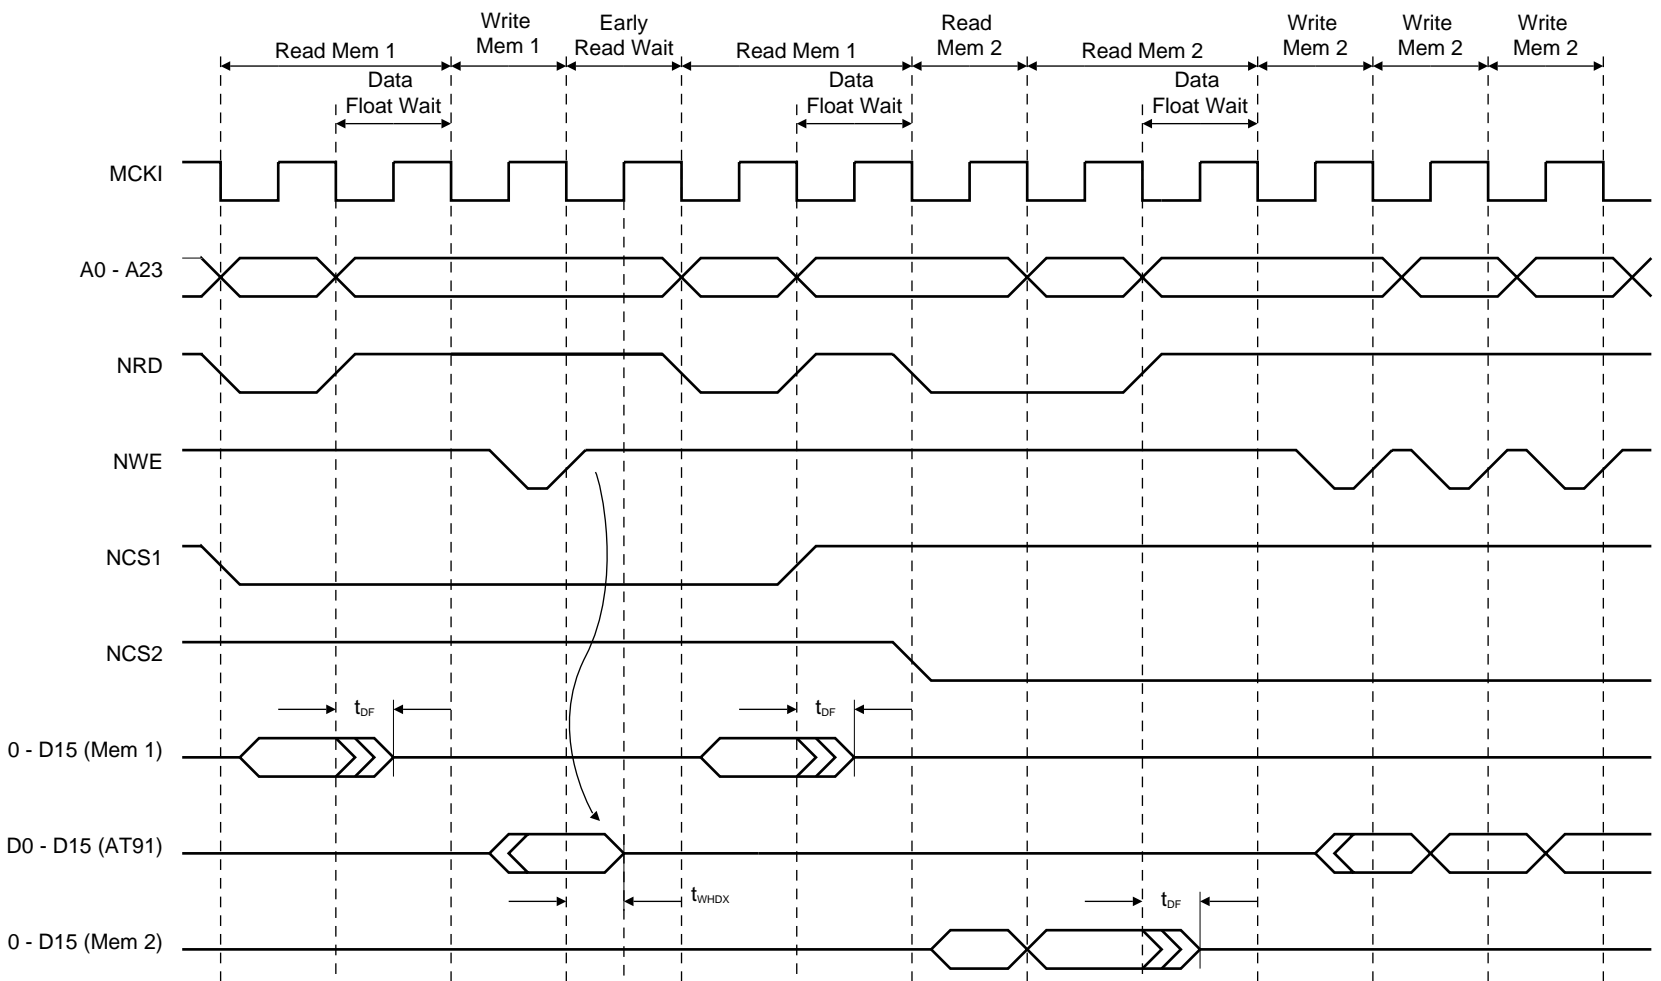 Write
Mem 1
Early
Read Wait
Read
Mem 2
Write
Mem 2
Write
Mem 2
Write
Mem 2
Read Mem 1
Read Mem 1
Read Mem 2
Data
Float Wait
Data
Float Wait
Data
Float Wait
MCKI
A0 - A23
NRD
NWE
NCS1
NCS2
tDF
tDF
0 - D15 (Mem 1)
D0 - D15 (AT91)
tWHDX
tDF
0 - D15 (Mem 2)